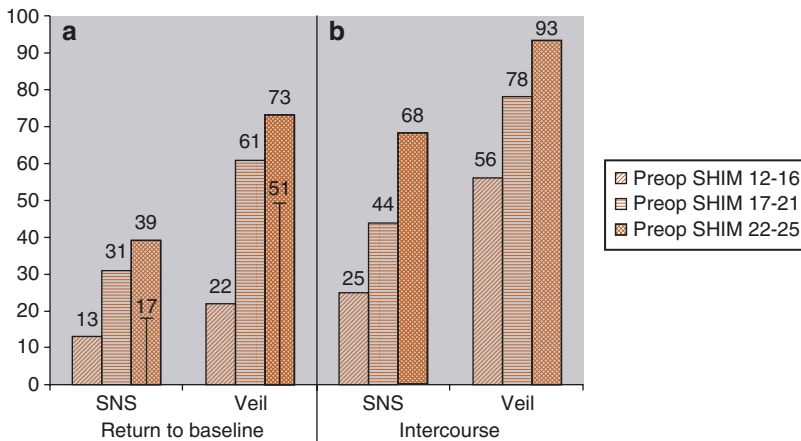 100
90
80
70
60
50
40
30
20
10
0
a
13
31
39
17
22
61
73
51
SNS
Veil
Return to baseline
b
25
44
68
56
78
93
SNS
Veil
Intercourse
Preop SHIM 12-16
Preop SHIM 17-21
Preop SHIM 22-25